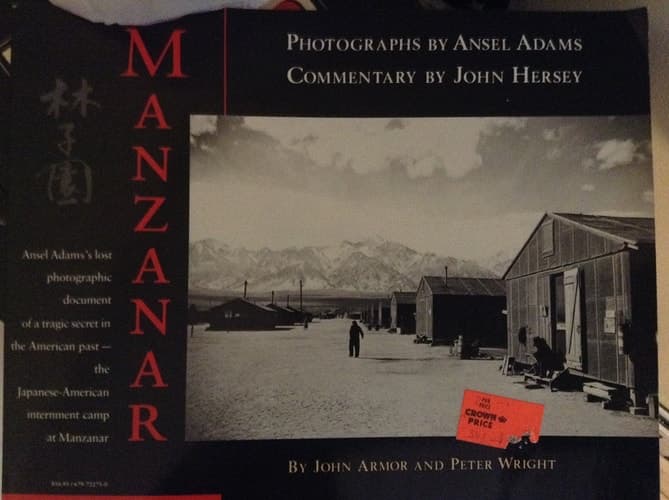 PHOTOGRAPHS BY ANSEL ADAMS
COMMENTARY BY JOHN HERSEY
MANZANAR
林
子
園
Ansel Adams's lost
photographic
document
of a tragic secret in
the American past —
the
Japanese-American
internment camp
at Manzanar
CROWN
PRICE
BY JOHN ARMOR AND PETER WRIGHT